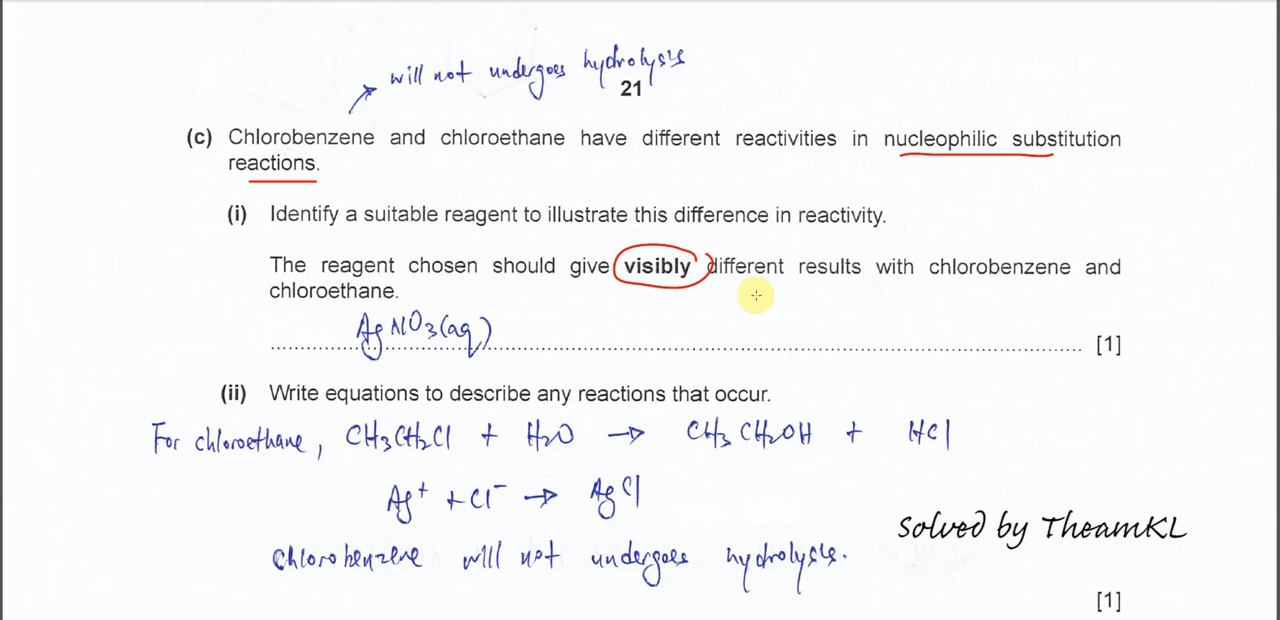 will not undergoes hydrolysis
21
(c) Chlorobenzene and chloroethane have different reactivities in nucleophilic substitution
reactions.
(i) Identify a suitable reagent to illustrate this difference in reactivity.
The reagent chosen should give visibly different results with chlorobenzene and
chloroethane.
AgNO3(aq)
[1]
(ii) Write equations to describe any reactions that occur.
For chloroethane, CH3CH2Cl + H2O → CH3CH2OH + HCl
Ag+ + Cl- → AgCl
Solved by TheamKL
Chlorobenzene will not undergoes hydrolysis.
[1]